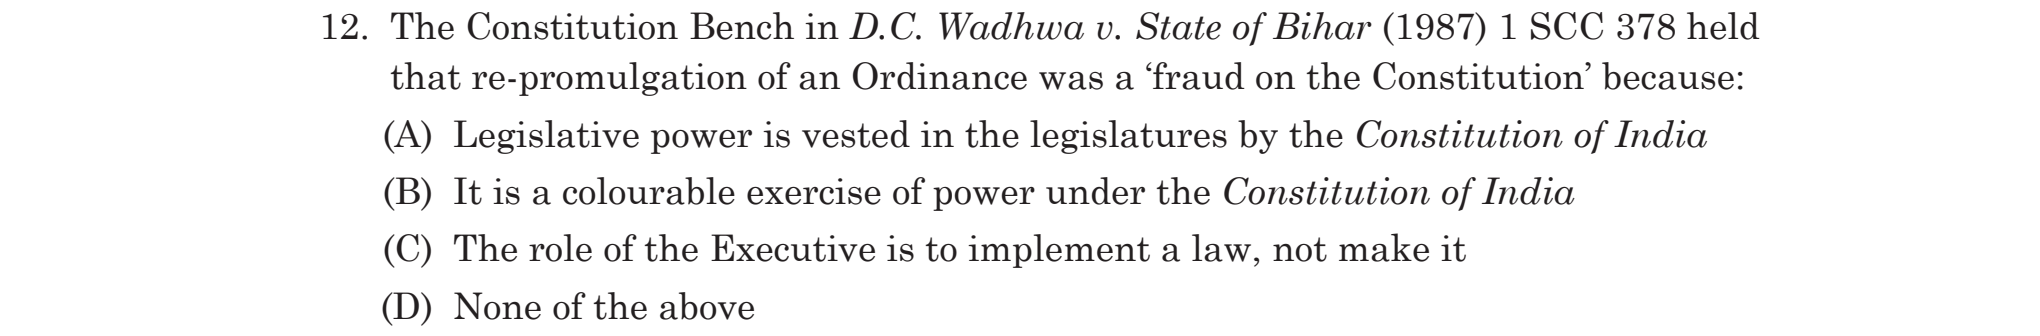 12. The Constitution Bench in D.C. Wadhwa v. State of Bihar (1987) 1 SCC 378 held
that re-promulgation of an Ordinance was a ‘fraud on the Constitution’ because:
(A) Legislative power is vested in the legislatures by the Constitution of India
(B) It is a colourable exercise of power under the Constitution of India
(C) The role of the Executive is to implement a law, not make it
(D) None of the above